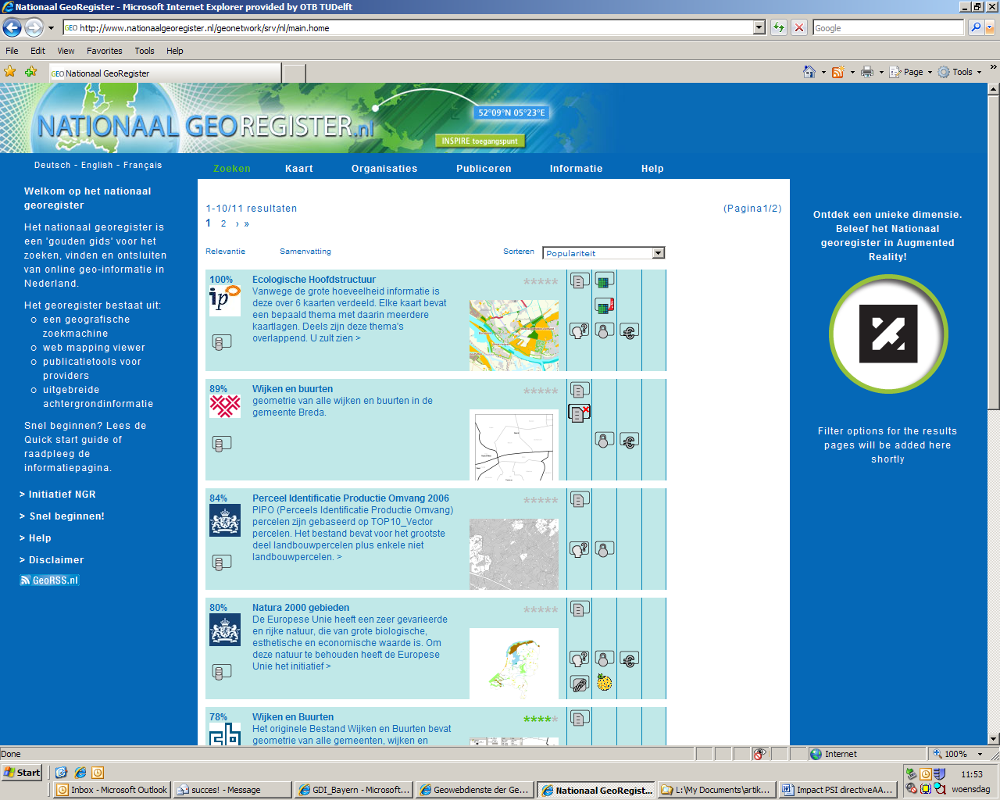 Nationaal GeoRegister - Microsoft Internet Explorer provided by OTB TUDelft
GEO http://www.nationaalgeoregister.nl/geonetwork/srv/nl/main.home
Google
File Edit View Favorites Tools Help
GEO Nationaal GeoRegister
Page Tools »
NATIONAAL GEOREGISTER.nl
52°09'N 05°23'E
INSPIRE toegangspunt
Deutsch - English - Français
Zoeken Kaart Organisaties Publiceren Informatie Help
Welkom op het nationaal
georegister
Het nationaal georegister is
een 'gouden gids' voor het
zoeken, vinden en ontsluiten
van online geo-informatie in
Nederland.
Het georegister bestaat uit:
een geografische
zoekmachine
web mapping viewer
publicatietools voor
providers
uitgebreide
achtergrondinformatie
Snel beginnen? Lees de
Quick start guide of
raadpleeg de
informatiepagina.
> Initiatief NGR
> Snel beginnen!
> Help
> Disclaimer
GeoRSS.nl
1-10/11 resultaten
(Pagina1/2)
1 2 › »
Relevantie Samenvatting Sorteren Populariteit
100% Ecologische Hoofdstructuur
ipo
Vanwege de grote hoeveelheid informatie is
deze over 6 kaarten verdeeld. Elke kaart bevat
een bepaald thema met daarin meerdere
kaartlagen. Deels zijn deze thema's
overlappend. U zult zien >
89% Wijken en buurten
geometrie van alle wijken en buurten in de
gemeente Breda.
84% Perceel Identificatie Productie Omvang 2006
PIPO (Perceels Identificatie Productie Omvang)
percelen zijn gebaseerd op TOP10_Vector
percelen. Het bestand bevat voor het grootste
deel landbouwpercelen plus enkele niet
landbouwpercelen. >
80% Natura 2000 gebieden
De Europese Unie heeft een zeer gevarieerde
en rijke natuur, die van grote biologische,
esthetische en economische waarde is. Om
deze natuur te behouden heeft de Europese
Unie het initiatief >
78% Wijken en Buurten
Het originele Bestand Wijken en Buurten bevat
geometrie van alle gemeenten, wijken en
Ontdek een unieke dimensie.
Beleef het Nationaal
georegister in Augmented
Reality!
Filter options for the results
pages will be added here
shortly
Done
Internet
100%
Start
11:53
Inbox - Microsoft Outlook
succes! - Message
GDI_Bayern - Microsoft...
Geowebdienste der Ge...
Nationaal GeoRegist...
L:\My Documents\artik...
Impact PSI directiveAA...
woensdag